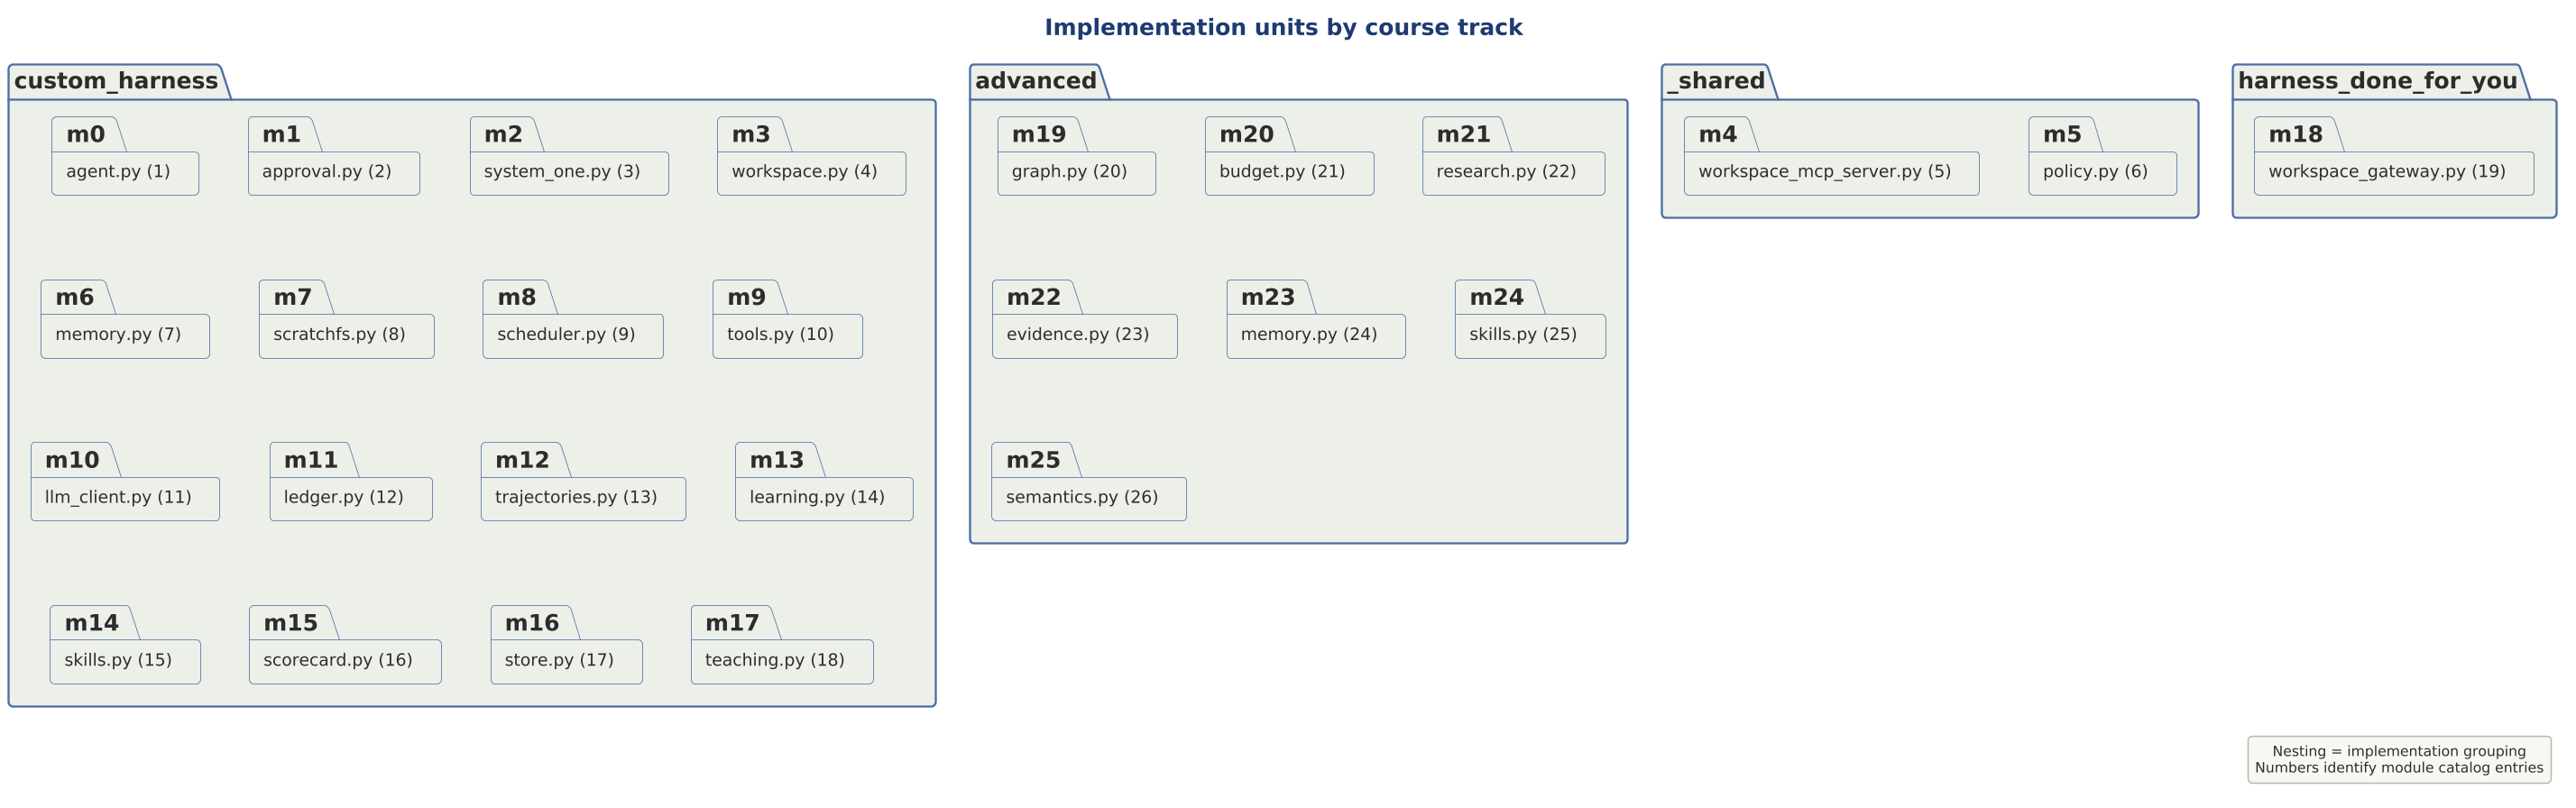 Implementation units by course track
custom_harness
m0
agent.py (1)
m1
approval.py (2)
m2
system_one.py (3)
m3
workspace.py (4)
m6
memory.py (7)
m7
scratchfs.py (8)
m8
scheduler.py (9)
m9
tools.py (10)
m10
llm_client.py (11)
m11
ledger.py (12)
m12
trajectories.py (13)
m13
learning.py (14)
m14
skills.py (15)
m15
scorecard.py (16)
m16
store.py (17)
m17
teaching.py (18)
advanced
m19
graph.py (20)
m20
budget.py (21)
m21
research.py (22)
m22
evidence.py (23)
m23
memory.py (24)
m24
skills.py (25)
m25
semantics.py (26)
_shared
m4
workspace_mcp_server.py (5)
m5
policy.py (6)
harness_done_for_you
m18
workspace_gateway.py (19)
Nesting = implementation grouping
Numbers identify module catalog entries